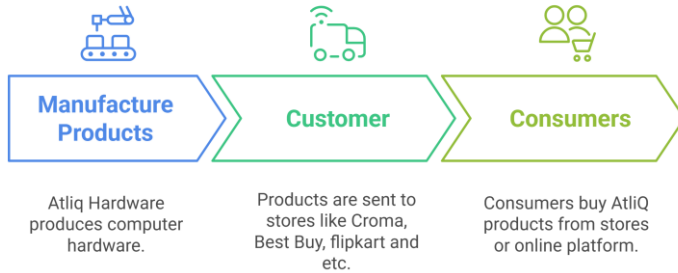 Manufacture
Products
Customer
Consumers
Atliq Hardware
produces computer
hardware.
Products are sent to
stores like Croma,
Best Buy, flipkart and
etc.
Consumers buy AtliQ
products from stores
or online platform.